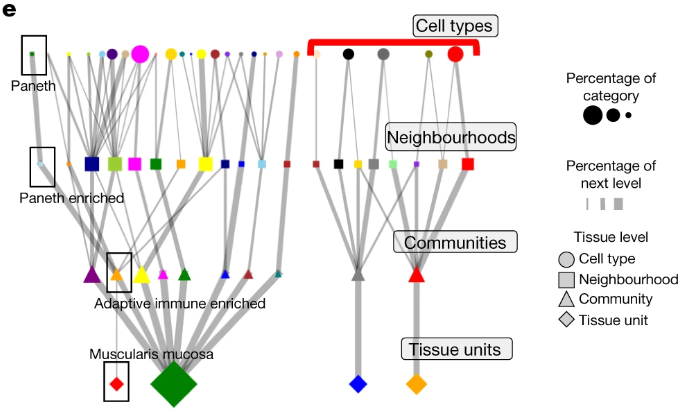 e
Cell types
Paneth
Percentage of
category
Neighbourhoods
Percentage of
next level
Paneth enriched
Tissue level
Cell type
Neighbourhood
Community
Tissue unit
Communities
Adaptive immune enriched
Muscularis mucosa
Tissue units